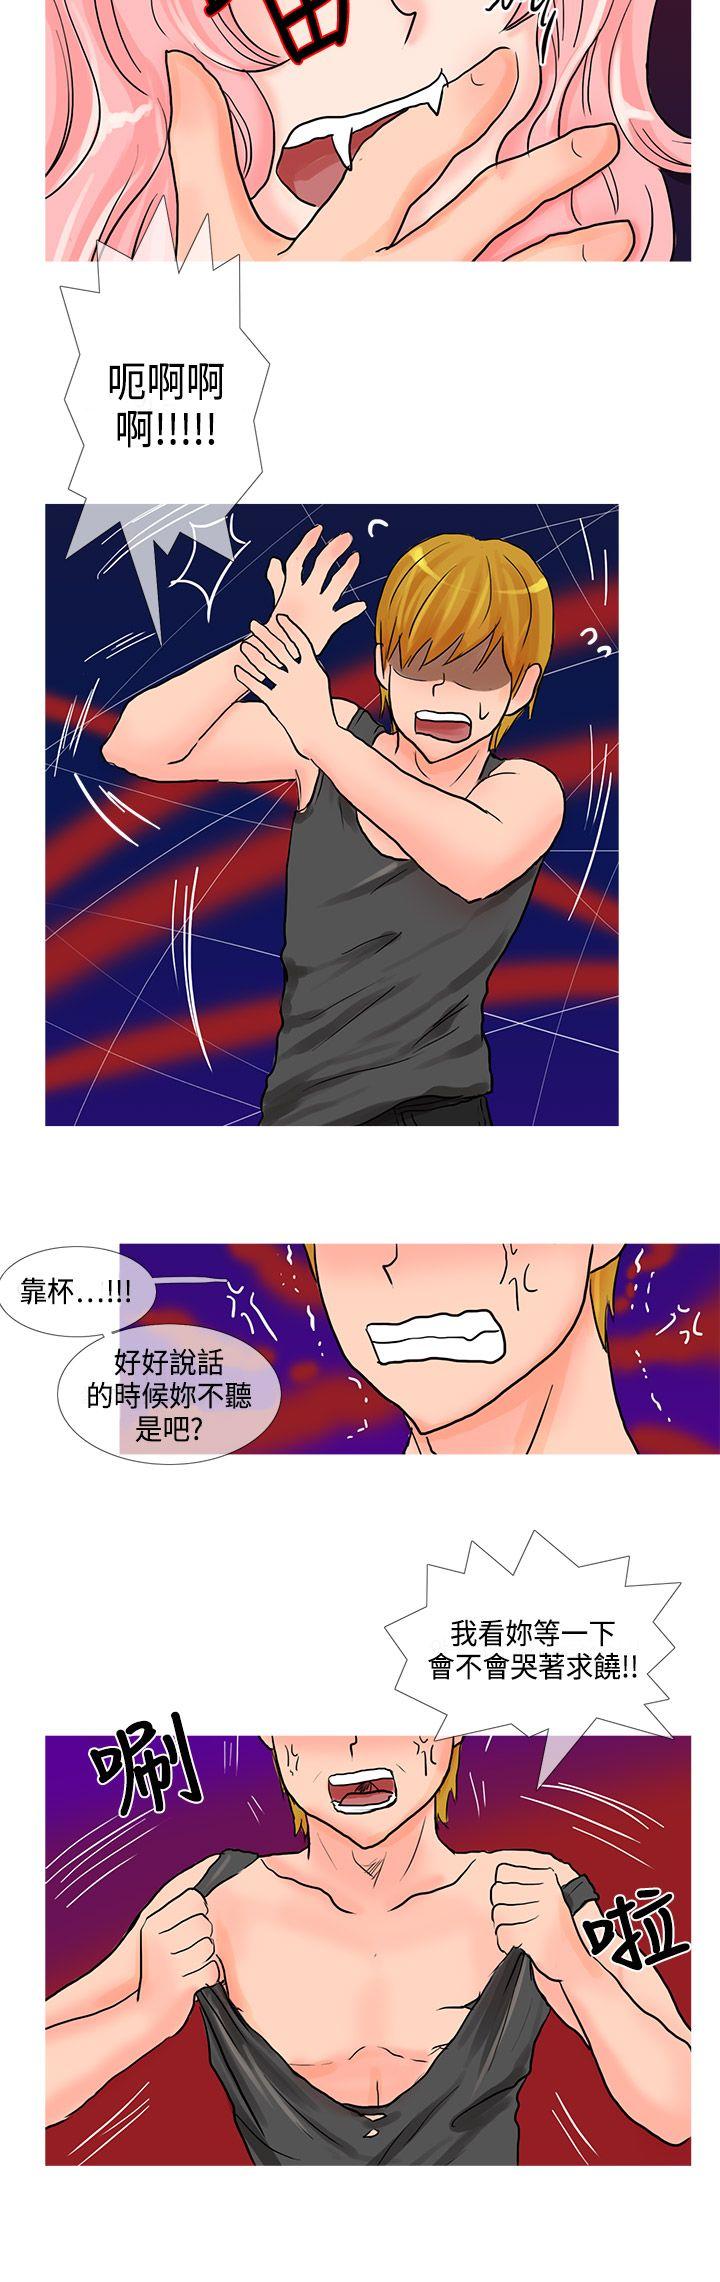 呃啊啊
啊!!!!!
靠杯...!!!
好好說話
的時候妳不聽
是吧?
我看妳等一下
會不會哭著求饒!!
唰
啦